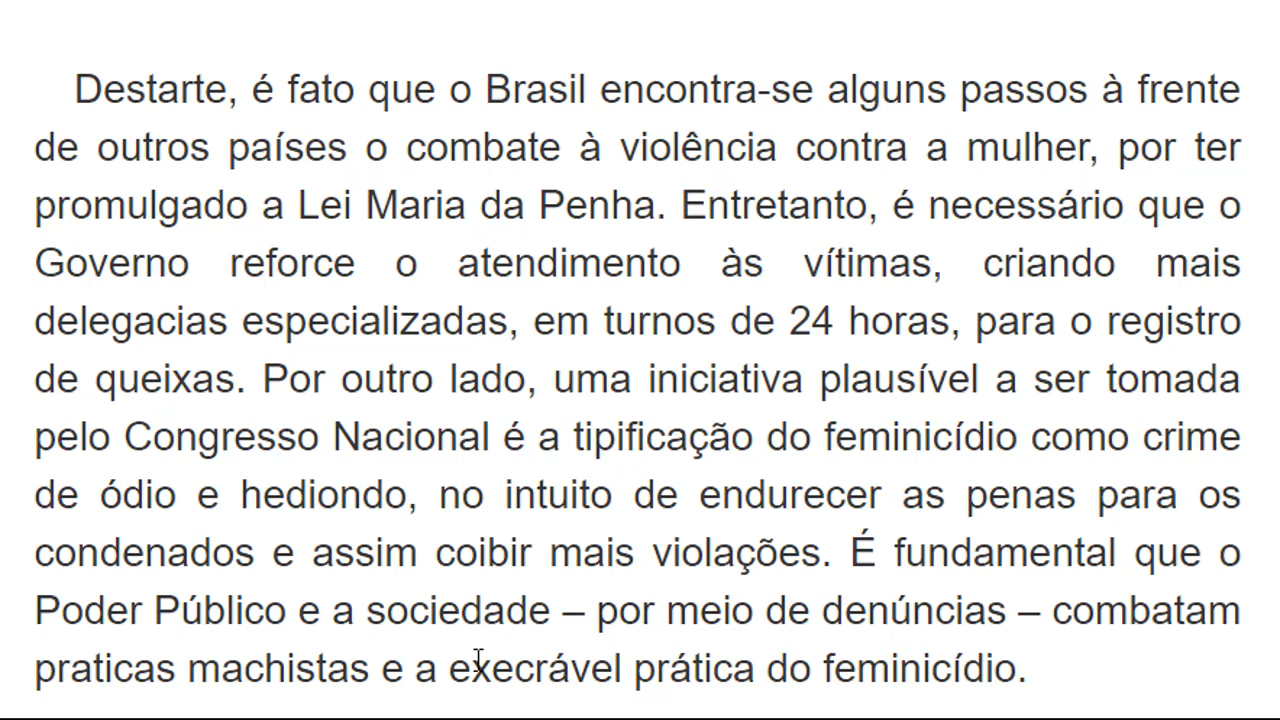 Destarte, é fato que o Brasil encontra-se alguns passos à frente
de outros países o combate à violência contra a mulher, por ter
promulgado a Lei Maria da Penha. Entretanto, é necessário que o
Governo reforce o atendimento às vítimas, criando mais
delegacias especializadas, em turnos de 24 horas, para o registro
de queixas. Por outro lado, uma iniciativa plausível a ser tomada
pelo Congresso Nacional é a tipificação do feminicídio como crime
de ódio e hediondo, no intuito de endurecer as penas para os
condenados e assim coibir mais violações. É fundamental que o
Poder Público e a sociedade – por meio de denúncias – combatam
praticas machistas e a execrável prática do feminicídio.